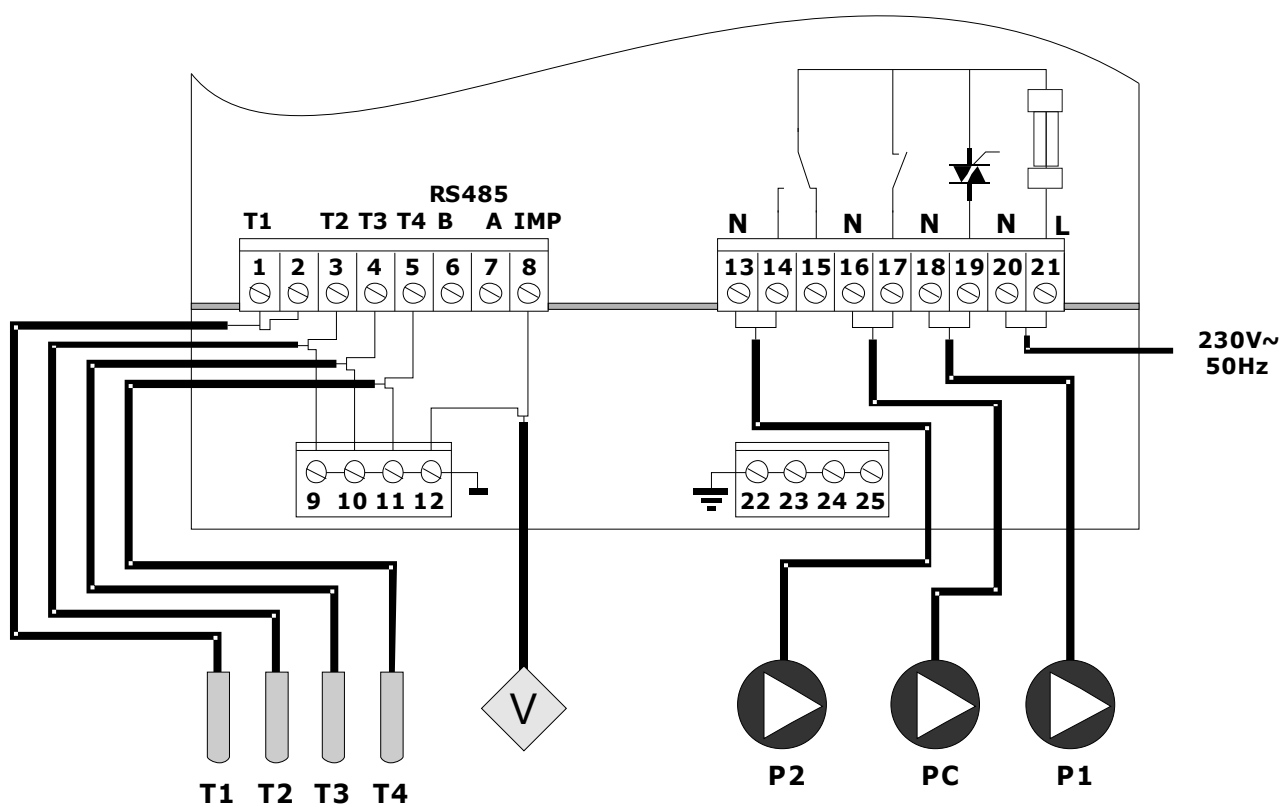 RS485
T1 T2 T3 T4 B A IMP
1 2 3 4 5 6 7 8
N N N N L
13 14 15 16 17 18 19 20 21
230V~
50Hz
9 10 11 12
22 23 24 25
V
T1 T2 T3 T4
P2 PC P1